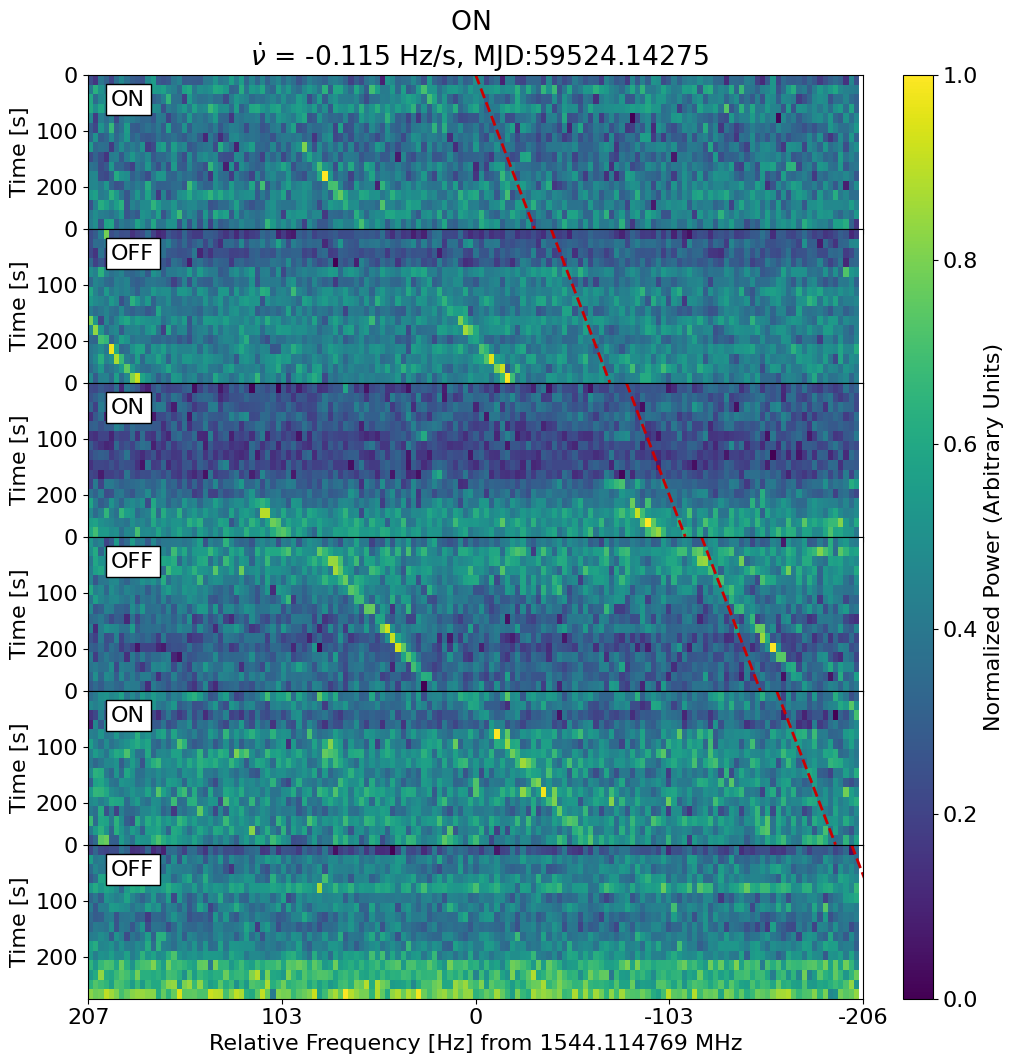 ON
ν̇ = -0.115 Hz/s, MJD:59524.14275
0
100
200
Time [s]
ON
0
100
200
Time [s]
OFF
0
100
200
Time [s]
ON
0
100
200
Time [s]
OFF
0
100
200
Time [s]
ON
0
100
200
Time [s]
OFF
207
103
0
-103
-206
Relative Frequency [Hz] from 1544.114769 MHz
1.0
0.8
0.6
0.4
0.2
0.0
Normalized Power (Arbitrary Units)